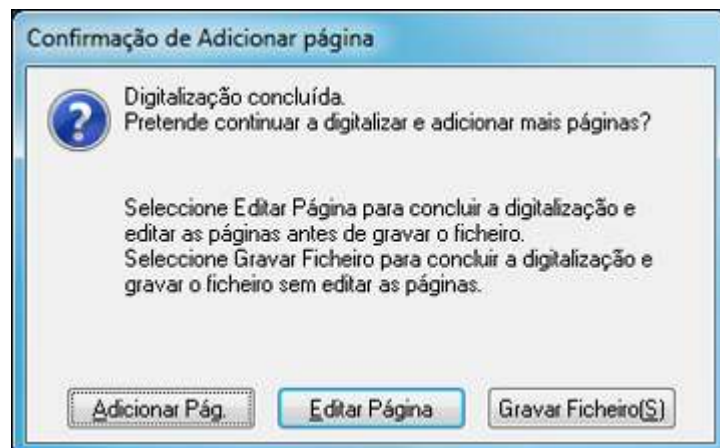 Confirmação de Adicionar página
Digitalização concluída.
Pretende continuar a digitalizar e adicionar mais páginas?
Seleccione Editar Página para concluir a digitalização e
editar as páginas antes de gravar o ficheiro.
Seleccione Gravar Ficheiro para concluir a digitalização e
gravar o ficheiro sem editar as páginas.
Adicionar Pág. Editar Página Gravar Ficheiro(S)